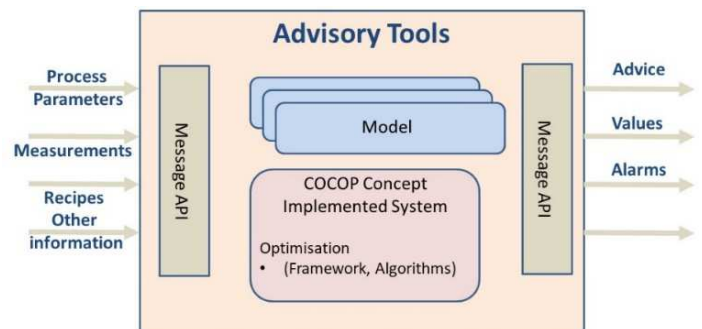 Advisory Tools
Process
Parameters
Measurements
Recipes
Other
information
Message API
Model
COCOP Concept
Implemented System
Optimisation
• (Framework, Algorithms)
Message API
Advice
Values
Alarms